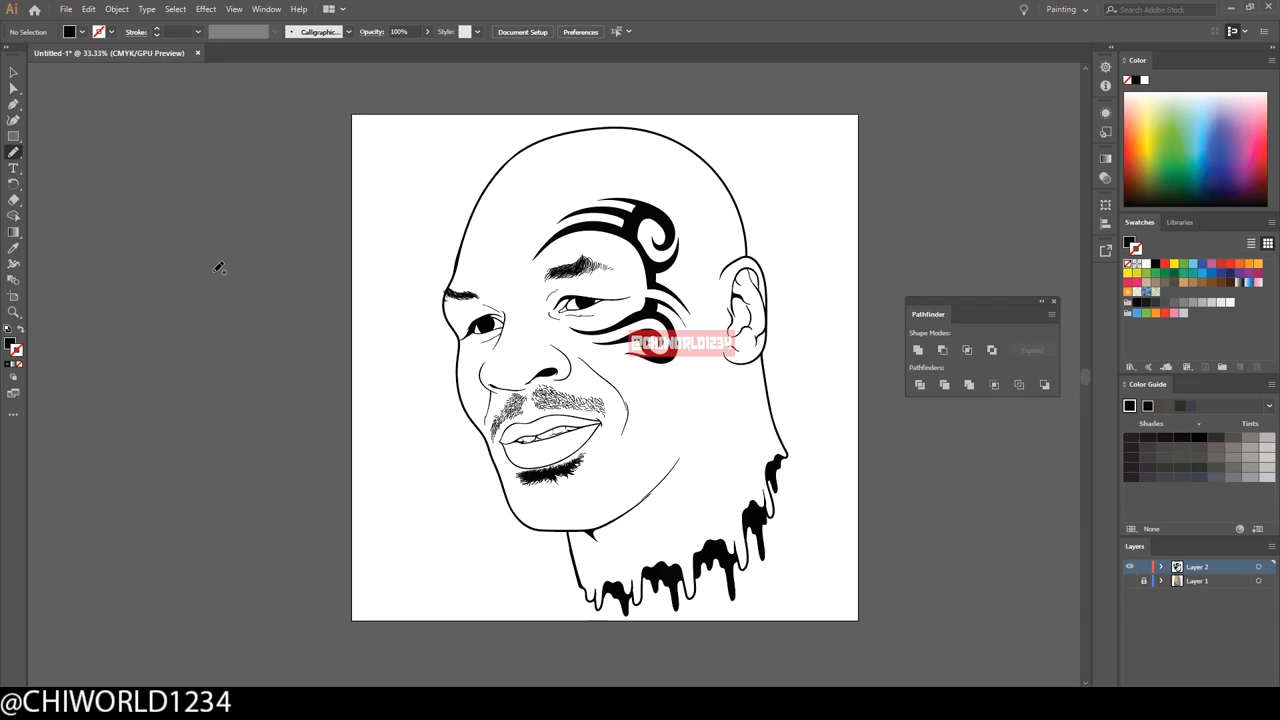 Ai File Edit Object Type Select Effect View Window Help Painting Search Adobe Stock
No Selection Stroke: Calligraphic... Opacity: 100% Style: Document Setup Preferences
Untitled-1* @ 33.33% (CMYK/GPU Preview) ×
Color
Swatches Libraries
Pathfinder
Shape Modes:
Expand
Pathfinders:
@CHIWORLD1234
Color Guide
Shades Tints
None
Layers
Layer 2
Layer 1
@CHIWORLD1234